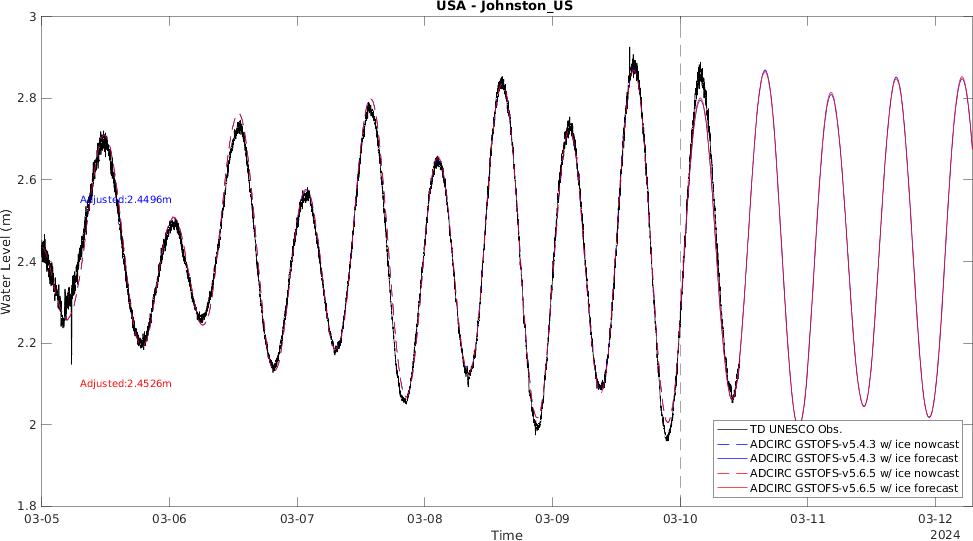 USA - Johnston_US
3
2.8
2.6
2.4
2.2
2
1.8
Water Level (m)
Adjusted:2.4496m
Adjusted:2.4526m
TD UNESCO Obs.
ADCIRC GSTOFS-v5.4.3 w/ ice nowcast
ADCIRC GSTOFS-v5.4.3 w/ ice forecast
ADCIRC GSTOFS-v5.6.5 w/ ice nowcast
ADCIRC GSTOFS-v5.6.5 w/ ice forecast
03-05 03-06 03-07 03-08 03-09 03-10 03-11 03-12
Time
2024